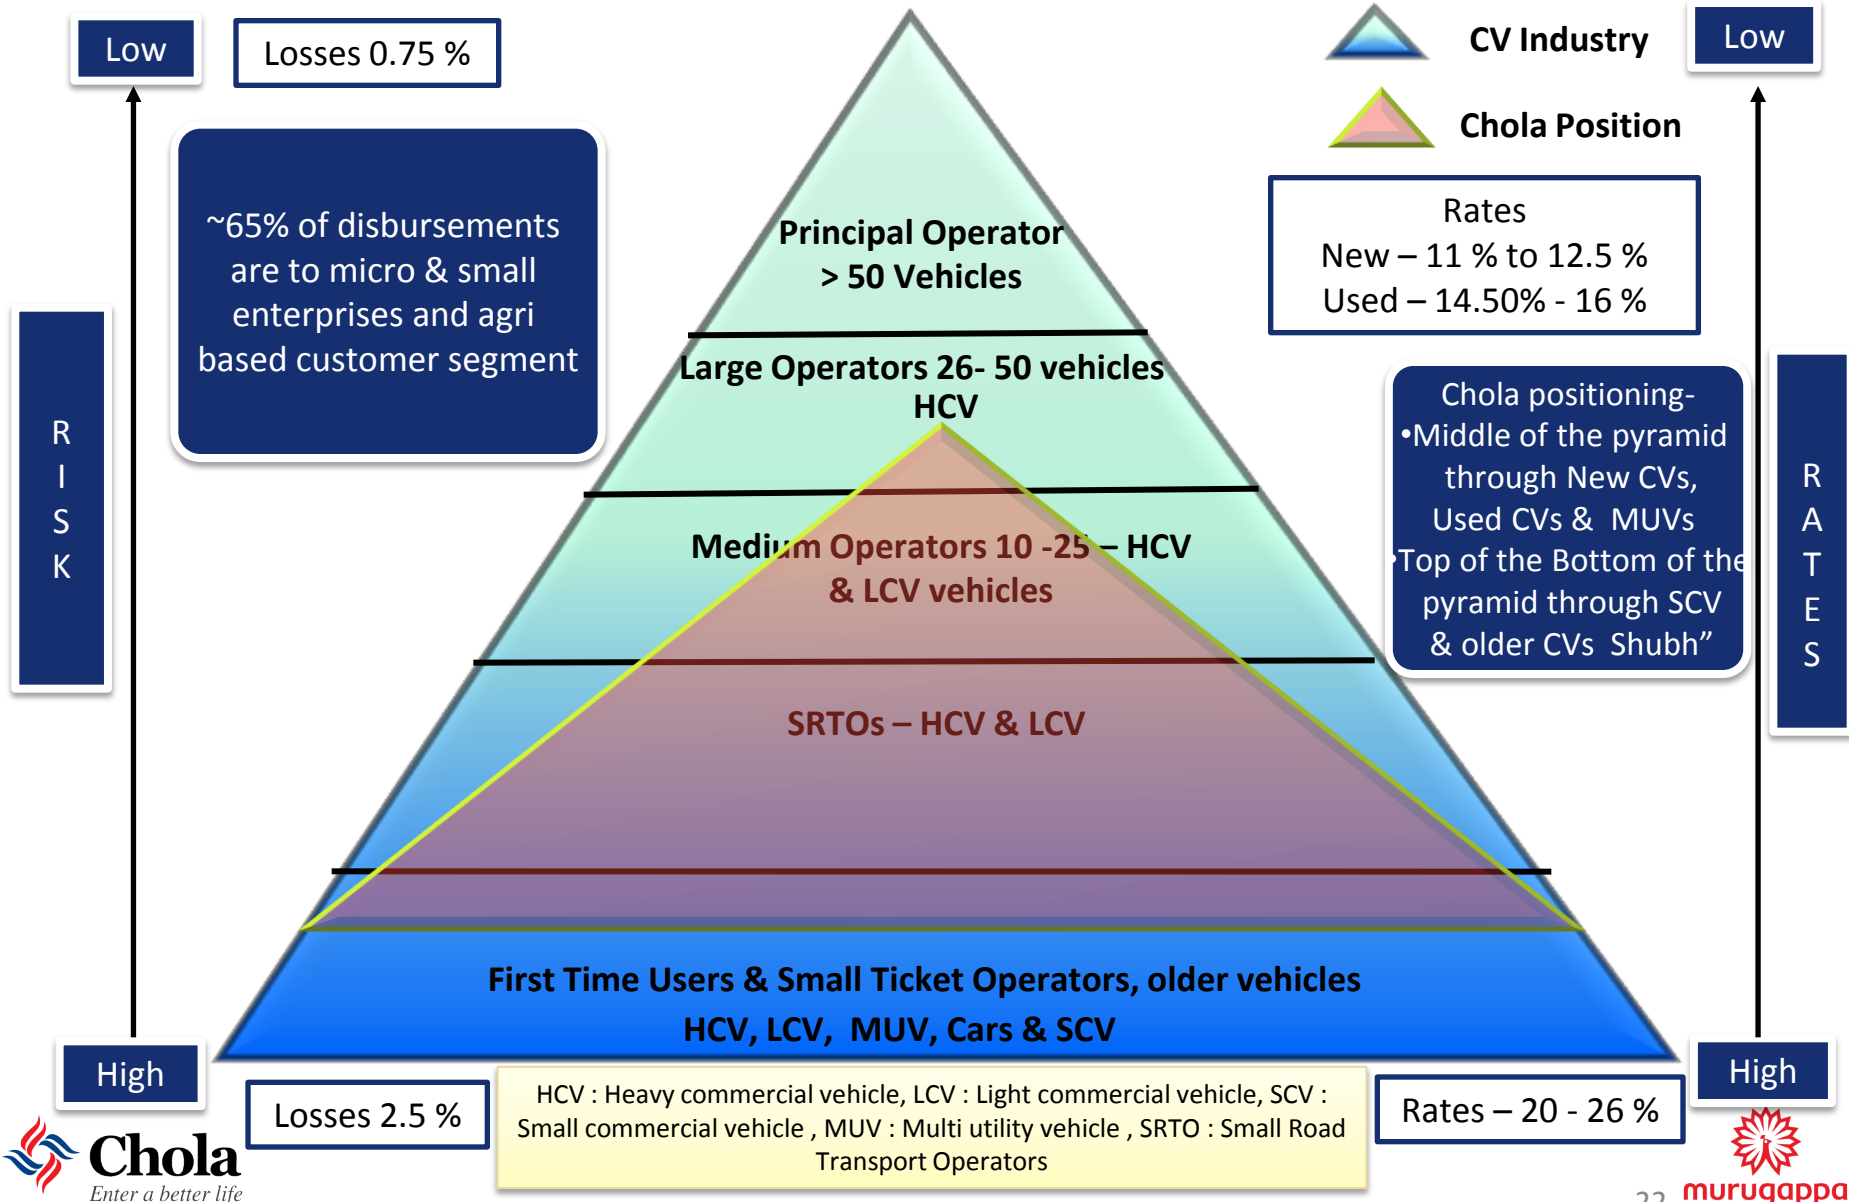 Low
Losses 0.75 %
CV Industry
Low
Chola Position
~65% of disbursements
are to micro & small
enterprises and agri
based customer segment
Principal Operator
> 50 Vehicles
Rates
New – 11 % to 12.5 %
Used – 14.50% - 16 %
Large Operators 26- 50 vehicles
HCV
Chola positioning-
•Middle of the pyramid
through New CVs,
Used CVs & MUVs
•Top of the Bottom of the
pyramid through SCV
& older CVs Shubh”
R
I
S
K
R
A
T
E
S
Medium Operators 10 -25 – HCV
& LCV vehicles
SRTOs – HCV & LCV
First Time Users & Small Ticket Operators, older vehicles
HCV, LCV, MUV, Cars & SCV
High
Losses 2.5 %
HCV : Heavy commercial vehicle, LCV : Light commercial vehicle, SCV :
Small commercial vehicle , MUV : Multi utility vehicle , SRTO : Small Road
Transport Operators
Rates – 20 - 26 %
High
Chola
Enter a better life
22
murugappa